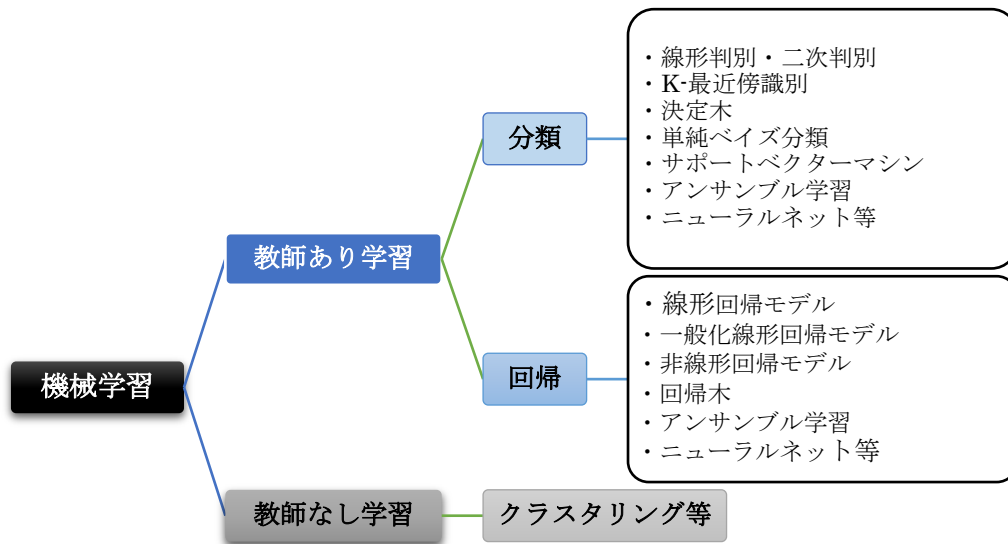 機械学習
教師あり学習
分類
・線形判別・二次判別
・K-最近傍識別
・決定木
・単純ベイズ分類
・サポートベクターマシン
・アンサンブル学習
・ニューラルネット等
回帰
・線形回帰モデル
・一般化線形回帰モデル
・非線形回帰モデル
・回帰木
・アンサンブル学習
・ニューラルネット等
教師なし学習
クラスタリング等